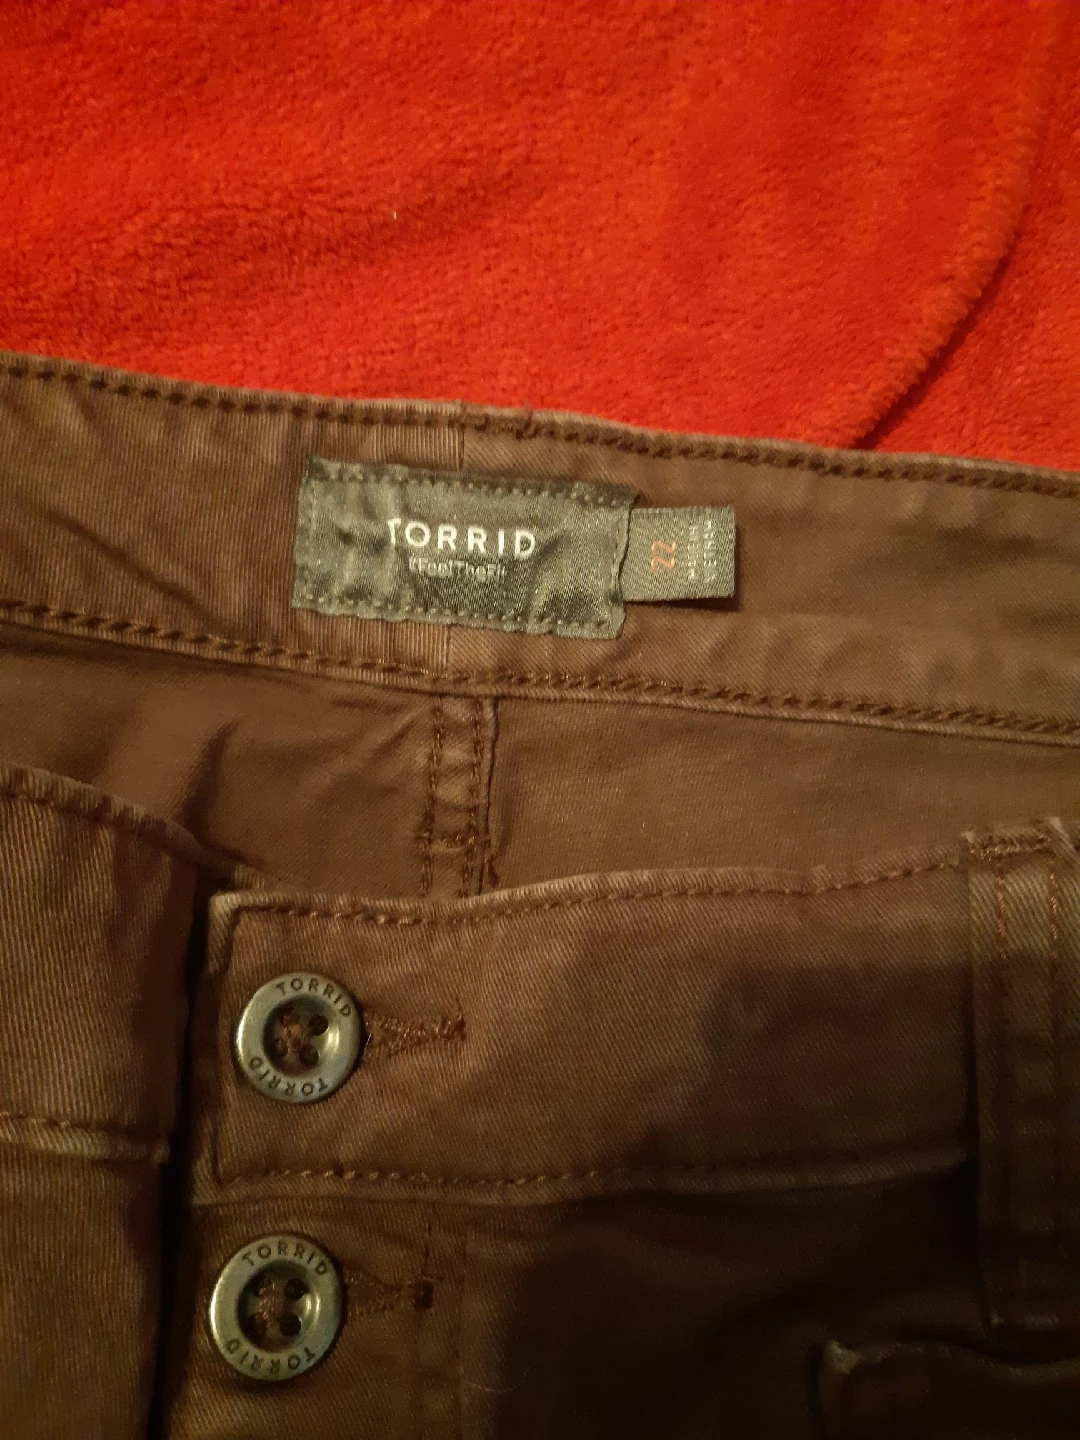 TORRID
#FeelTheFit
22
MADE IN
VIETNAM
TORRID
TORRID
TORRID
TORRID